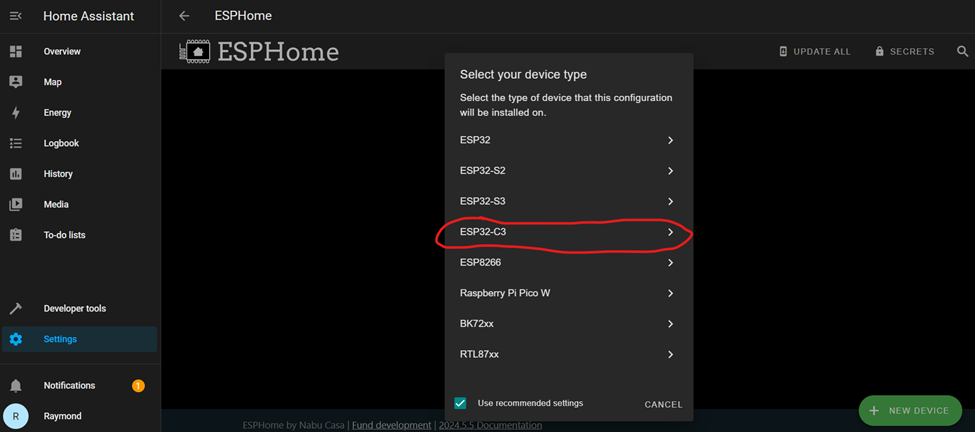 Home Assistant
ESPHome
Overview
Map
Energy
Logbook
History
Media
To-do lists
Developer tools
Settings
Notifications
1
R
Raymond
ESPHome
UPDATE ALL
SECRETS
Select your device type
Select the type of device that this configuration
will be installed on.
ESP32
ESP32-S2
ESP32-S3
ESP32-C3
ESP8266
Raspberry Pi Pico W
BK72xx
RTL87xx
Use recommended settings
CANCEL
NEW DEVICE
ESPHome by Nabu Casa | Fund development | 2024.5.5 Documentation